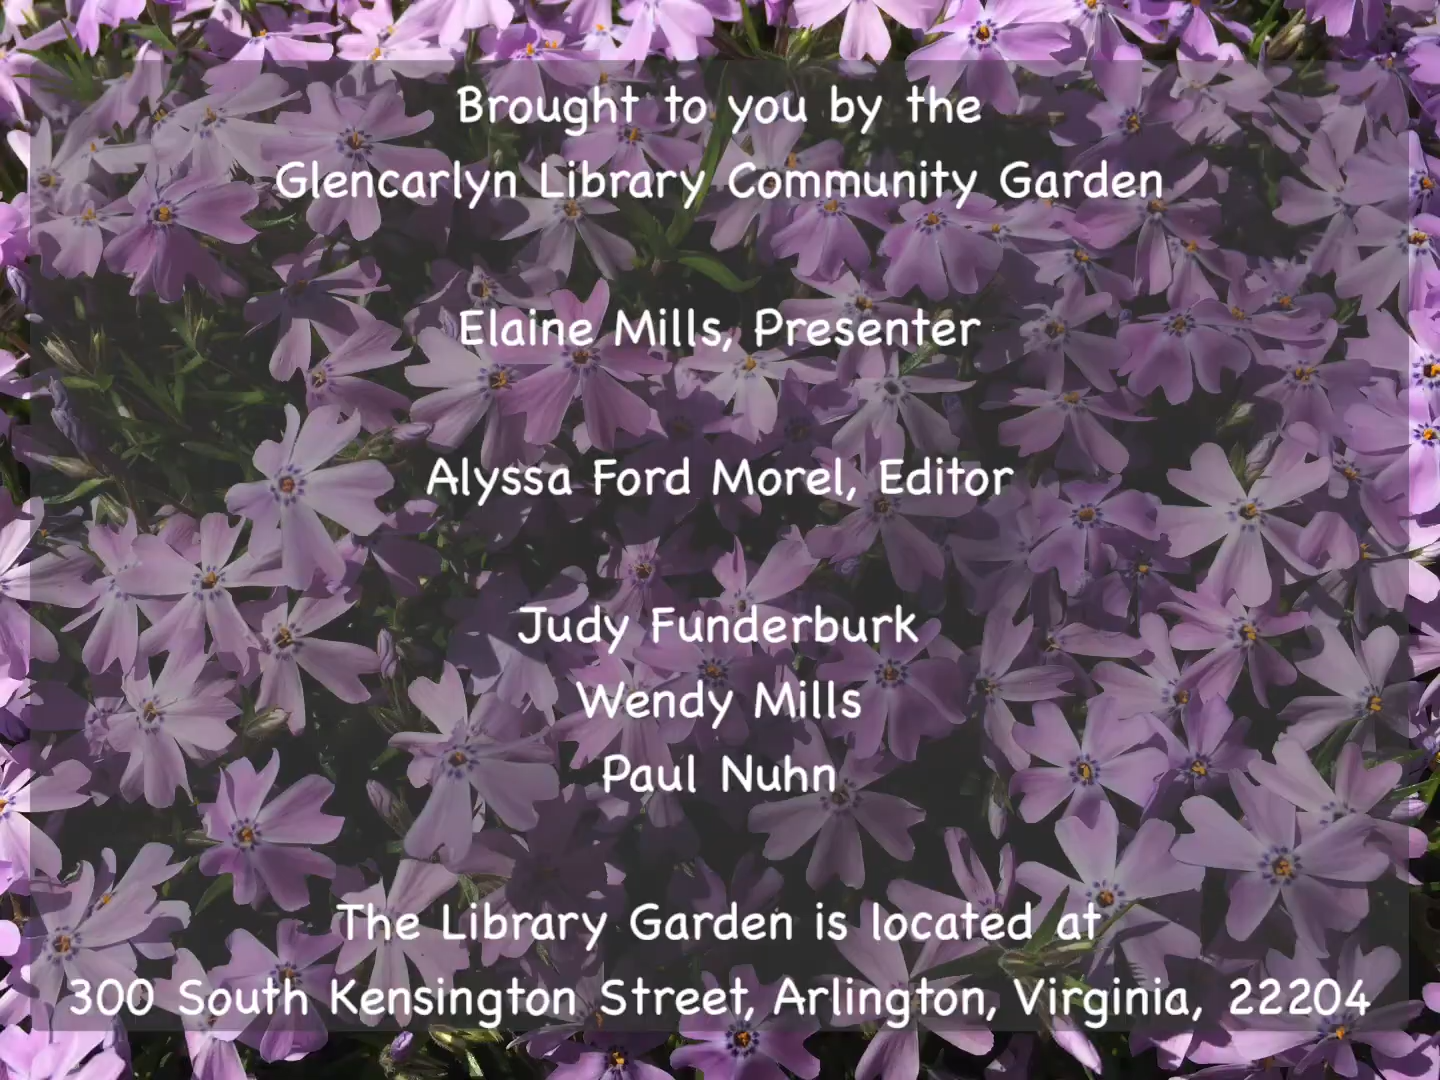 Brought to you by the
Glencarlyn Library Community Garden
Elaine Mills, Presenter
Alyssa Ford Morel, Editor
Judy Funderburk
Wendy Mills
Paul Nuhn
The Library Garden is located at
300 South Kensington Street, Arlington, Virginia, 22204